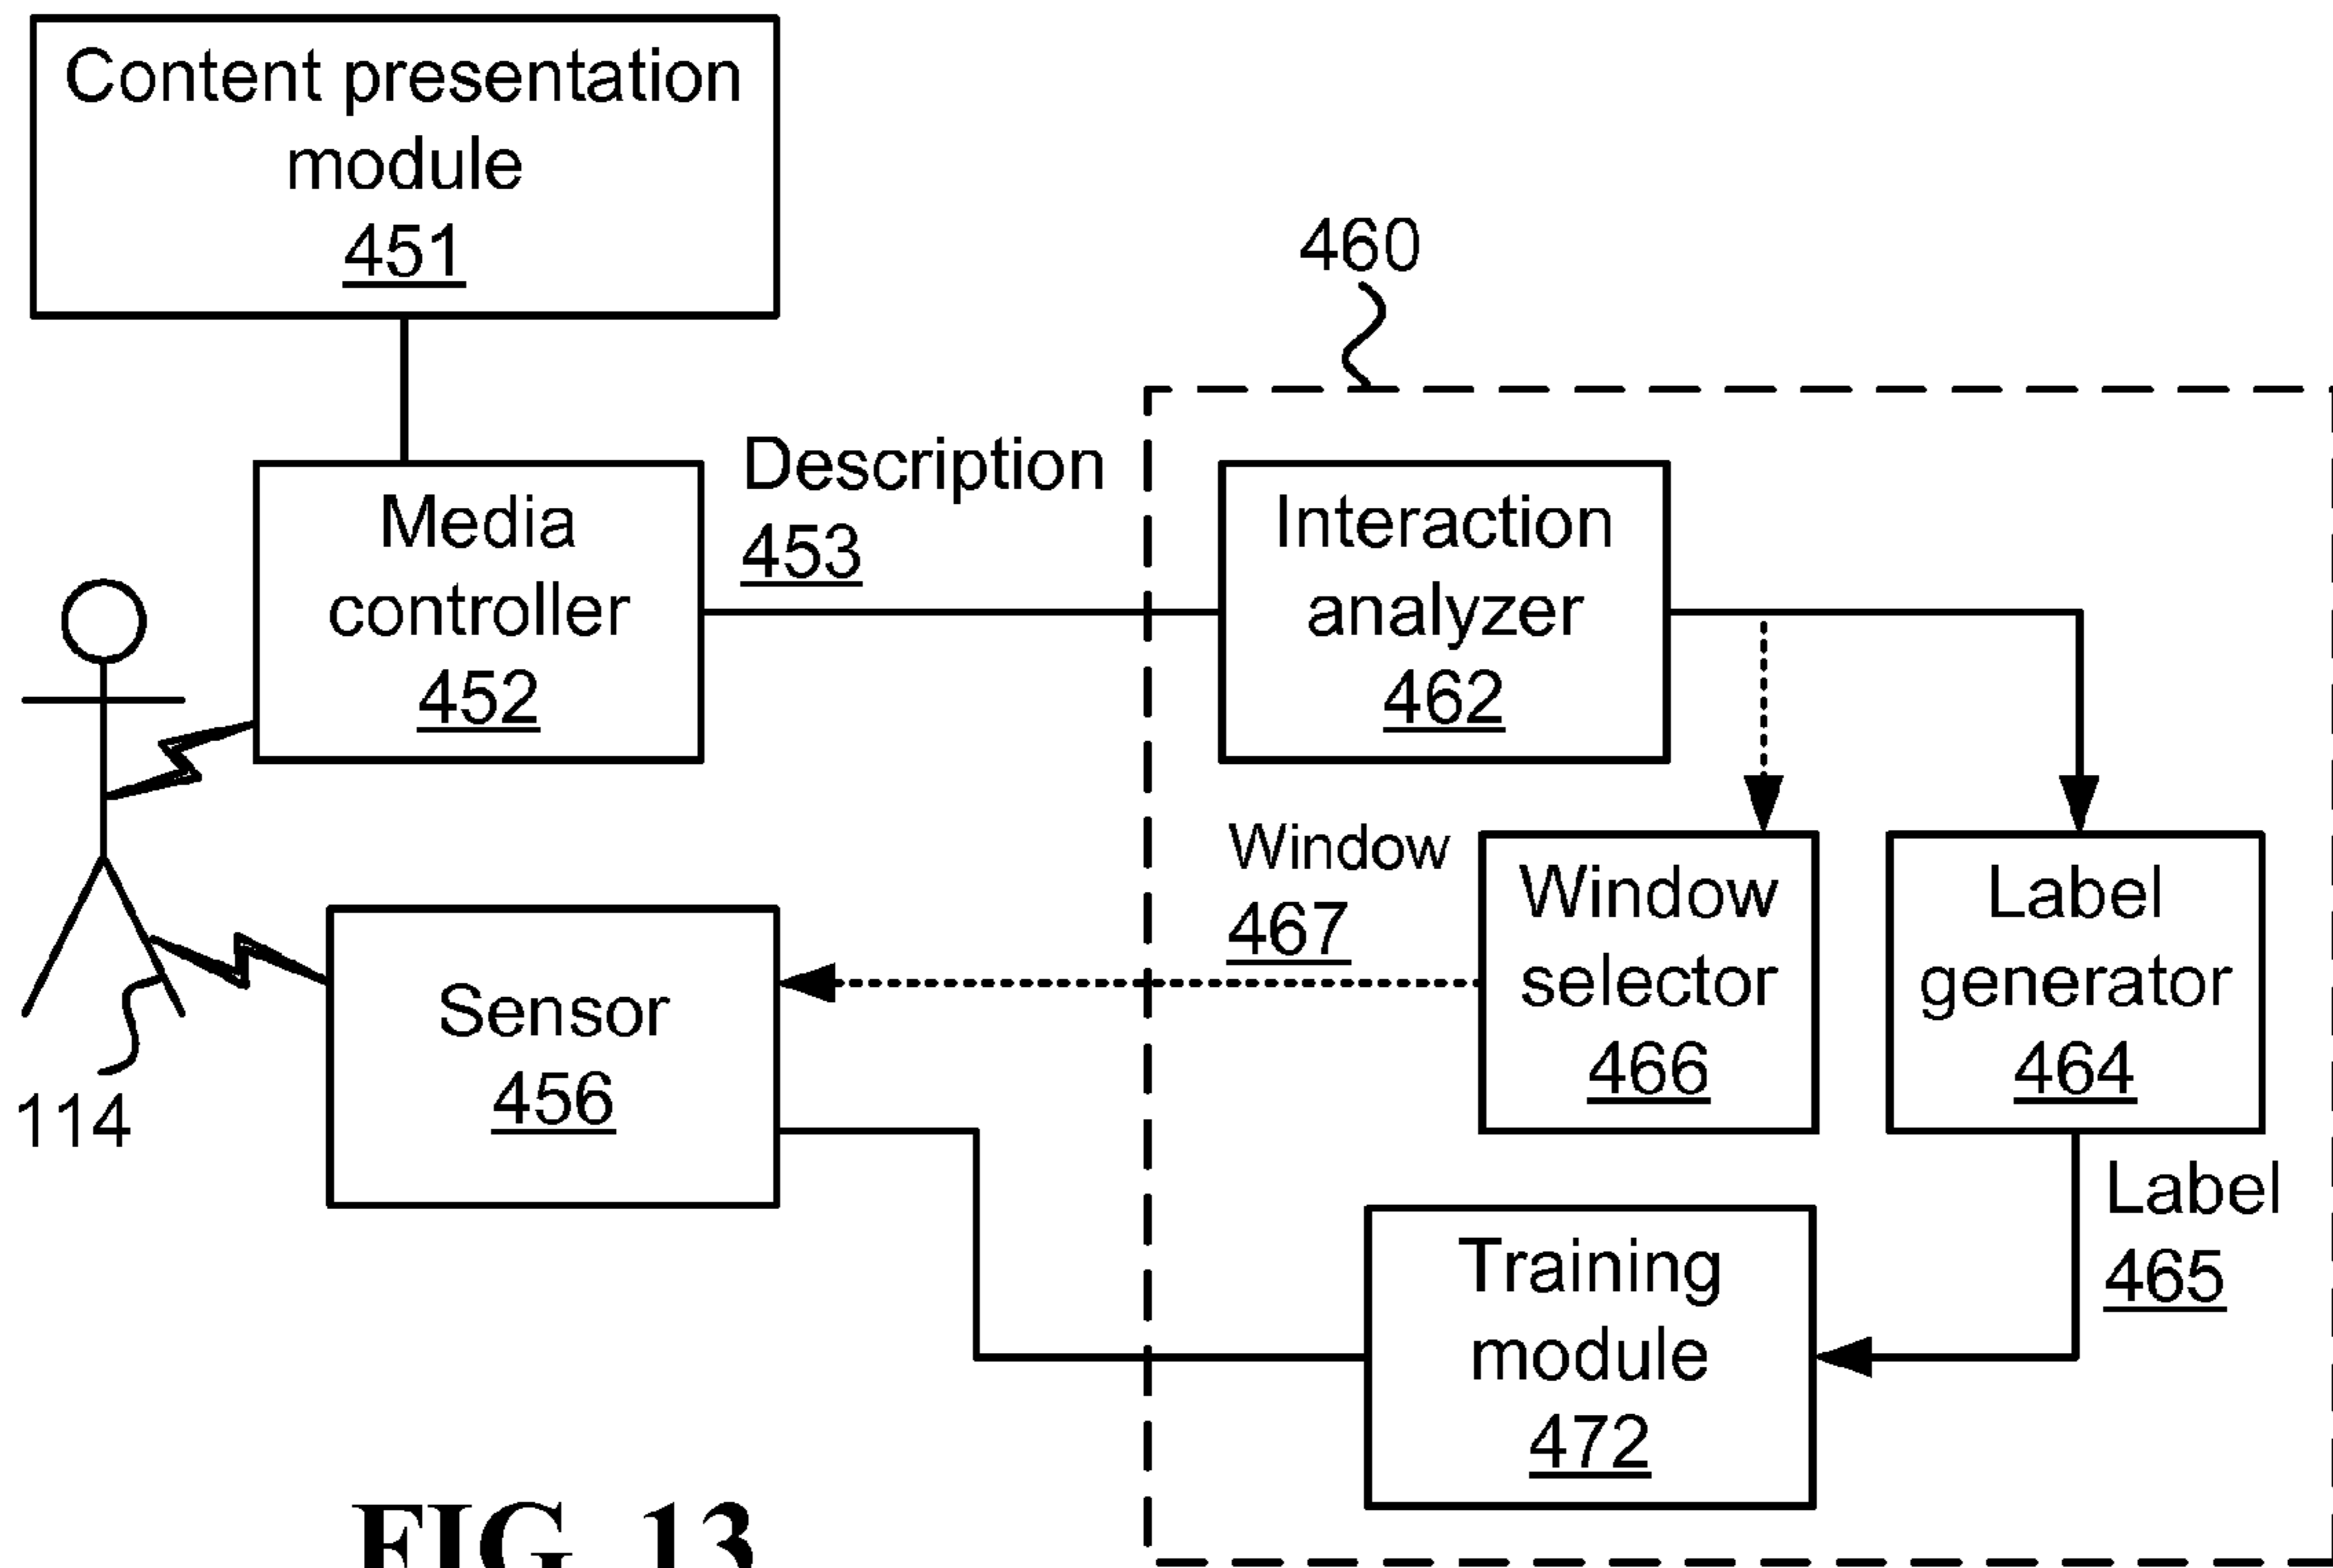 Content presentation
module
451
460
Description
453
Media
controller
452
Interaction
analyzer
462
Window
467
Window
selector
466
Label
generator
464
Sensor
456
114
Label
465
Training
module
472
FIG. 13